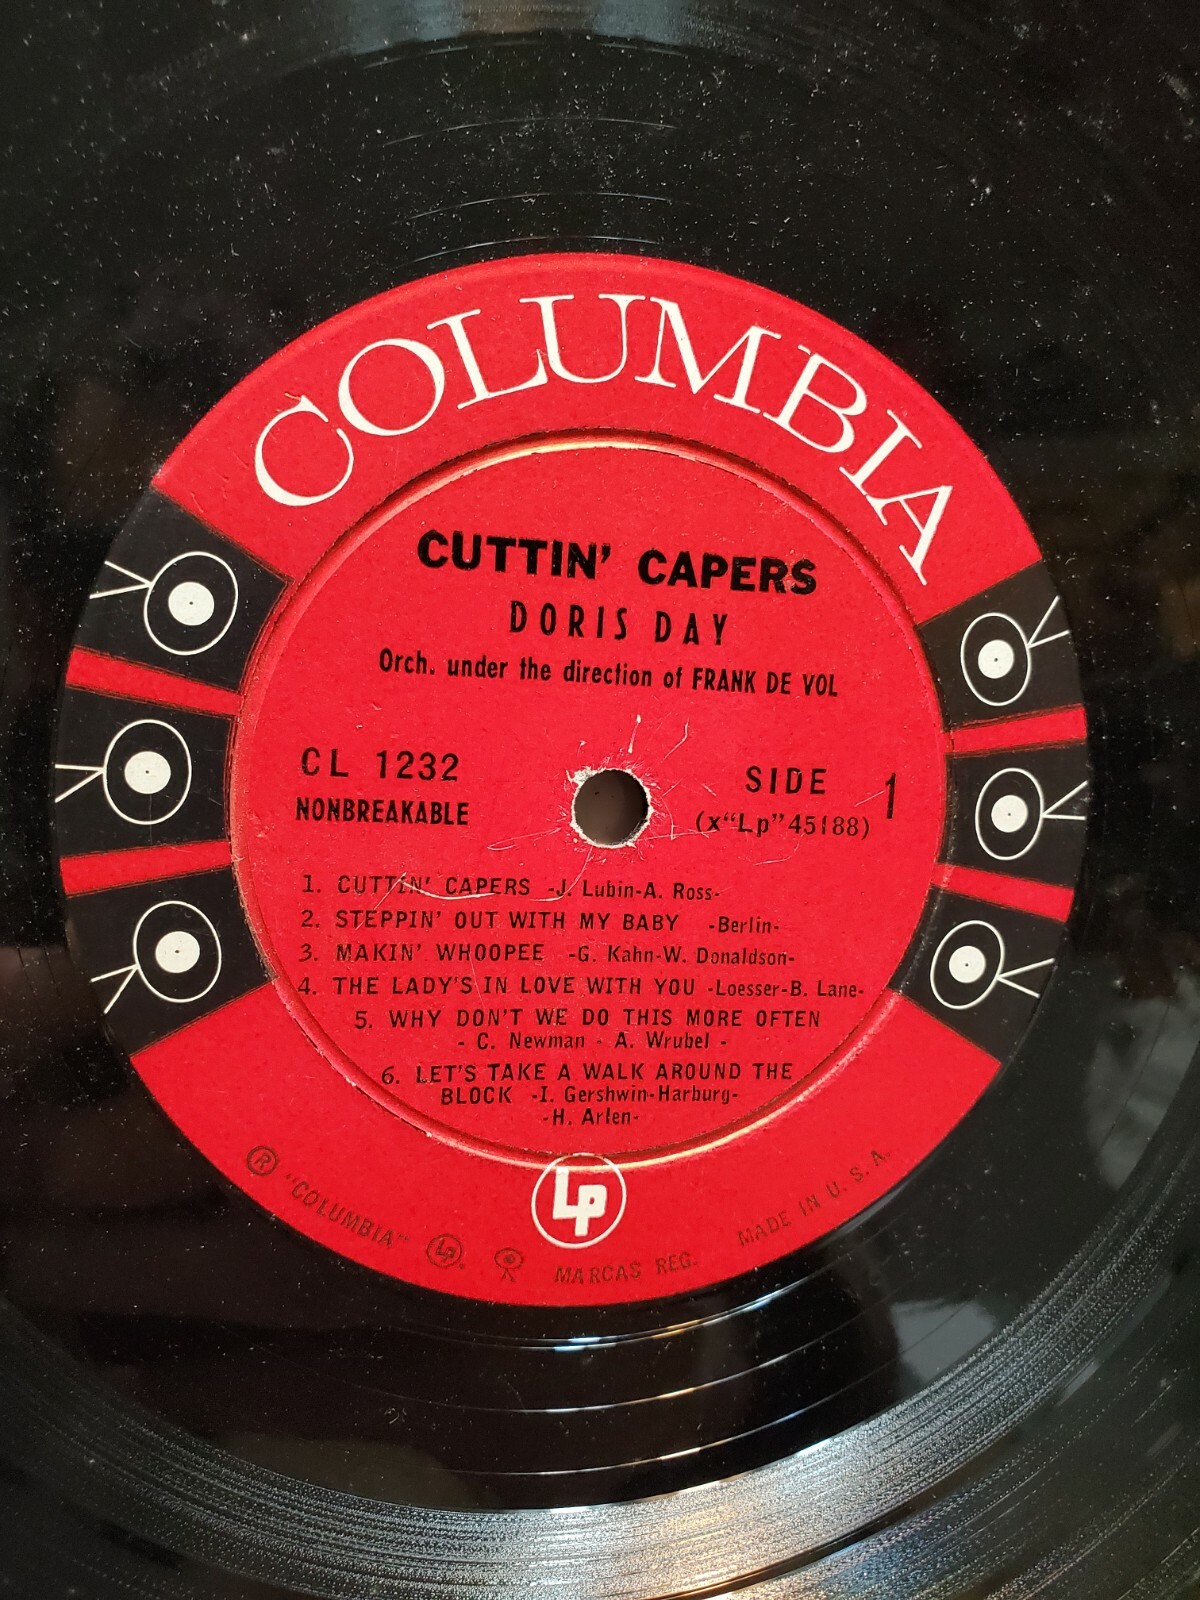 COLUMBIA
CUTTIN' CAPERS
DORIS DAY
Orch. under the direction of FRANK DE VOL
CL 1232
NONBREAKABLE
SIDE 1
(x"Lp"45188)
1. CUTTIN' CAPERS -J. Lubin-A. Ross-
2. STEPPIN' OUT WITH MY BABY -Berlin-
3. MAKIN' WHOOPEE -G. Kahn-W. Donaldson-
4. THE LADY'S IN LOVE WITH YOU -Loesser-B. Lane-
5. WHY DON'T WE DO THIS MORE OFTEN
- C. Newman - A. Wrubel -
6. LET'S TAKE A WALK AROUND THE
BLOCK -I. Gershwin-Harburg-
-H. Arlen-
Lp
® "COLUMBIA" Lp. MARCAS REG. MADE IN U. S. A.